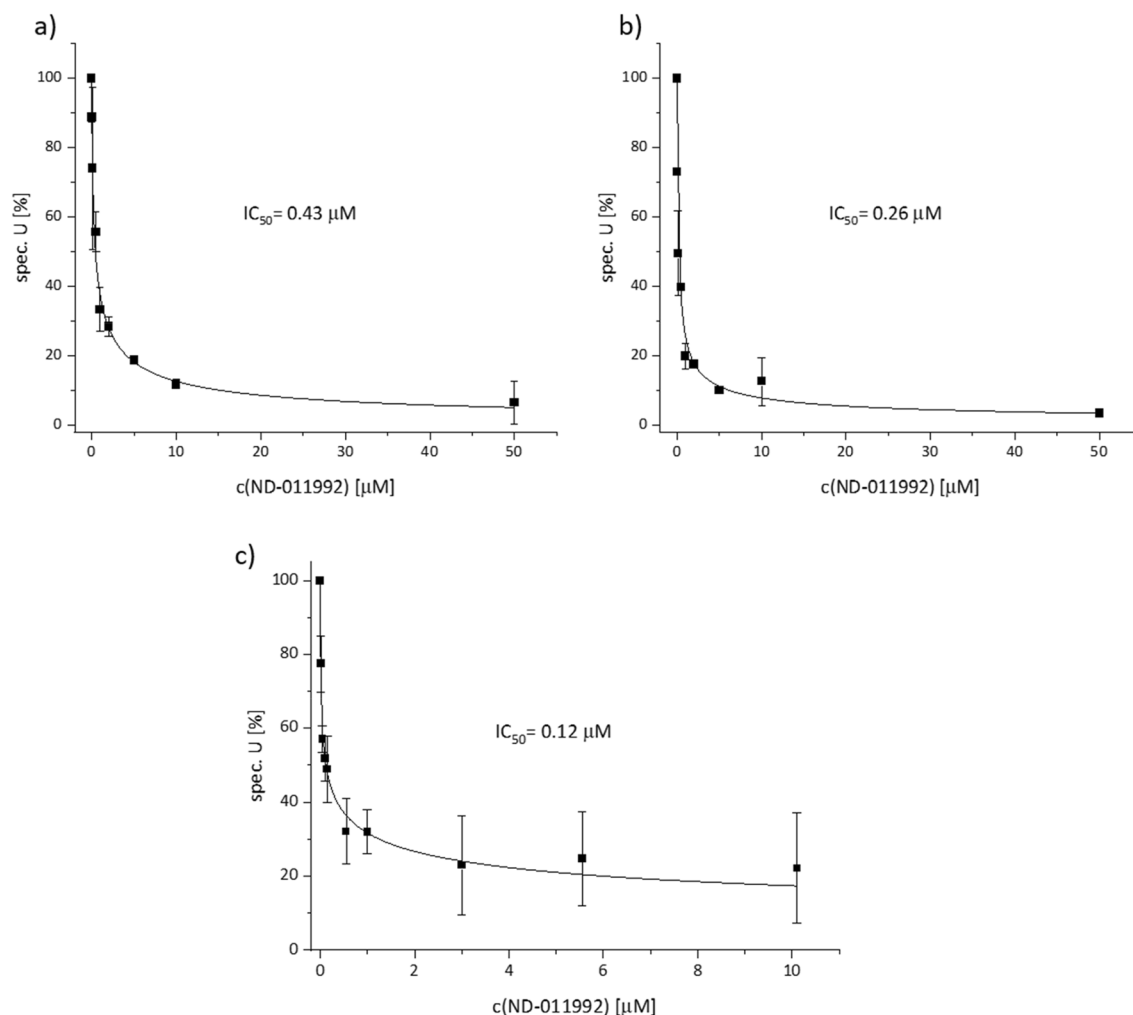 a)
100
80
60
40
20
0
spec. U [%]
IC₅₀= 0.43 µM
0 10 20 30 40 50
c(ND-011992) [µM]
b)
100
80
60
40
20
0
spec. U [%]
IC₅₀= 0.26 µM
0 10 20 30 40 50
c(ND-011992) [µM]
c)
100
80
60
40
20
0
spec. U [%]
IC₅₀= 0.12 µM
0 2 4 6 8 10
c(ND-011992) [µM]